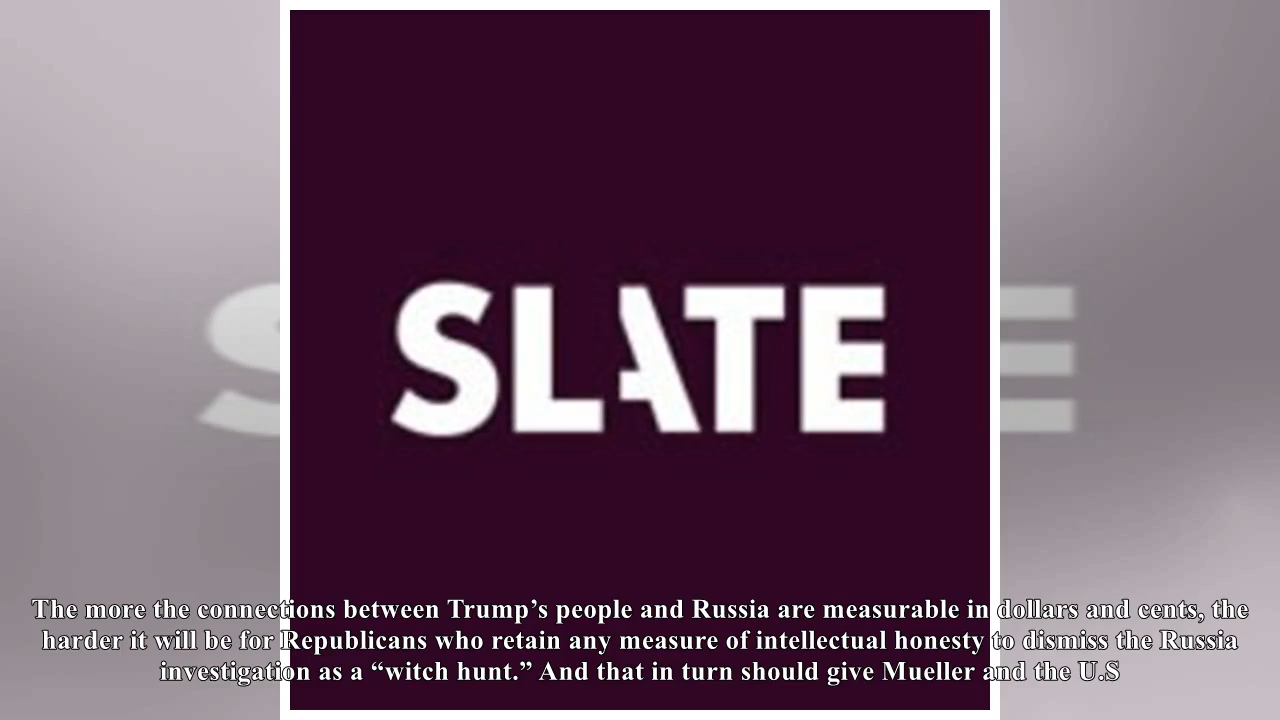 SLATE
The more the connections between Trump’s people and Russia are measurable in dollars and cents, the
harder it will be for Republicans who retain any measure of intellectual honesty to dismiss the Russia
investigation as a “witch hunt.” And that in turn should give Mueller and the U.S